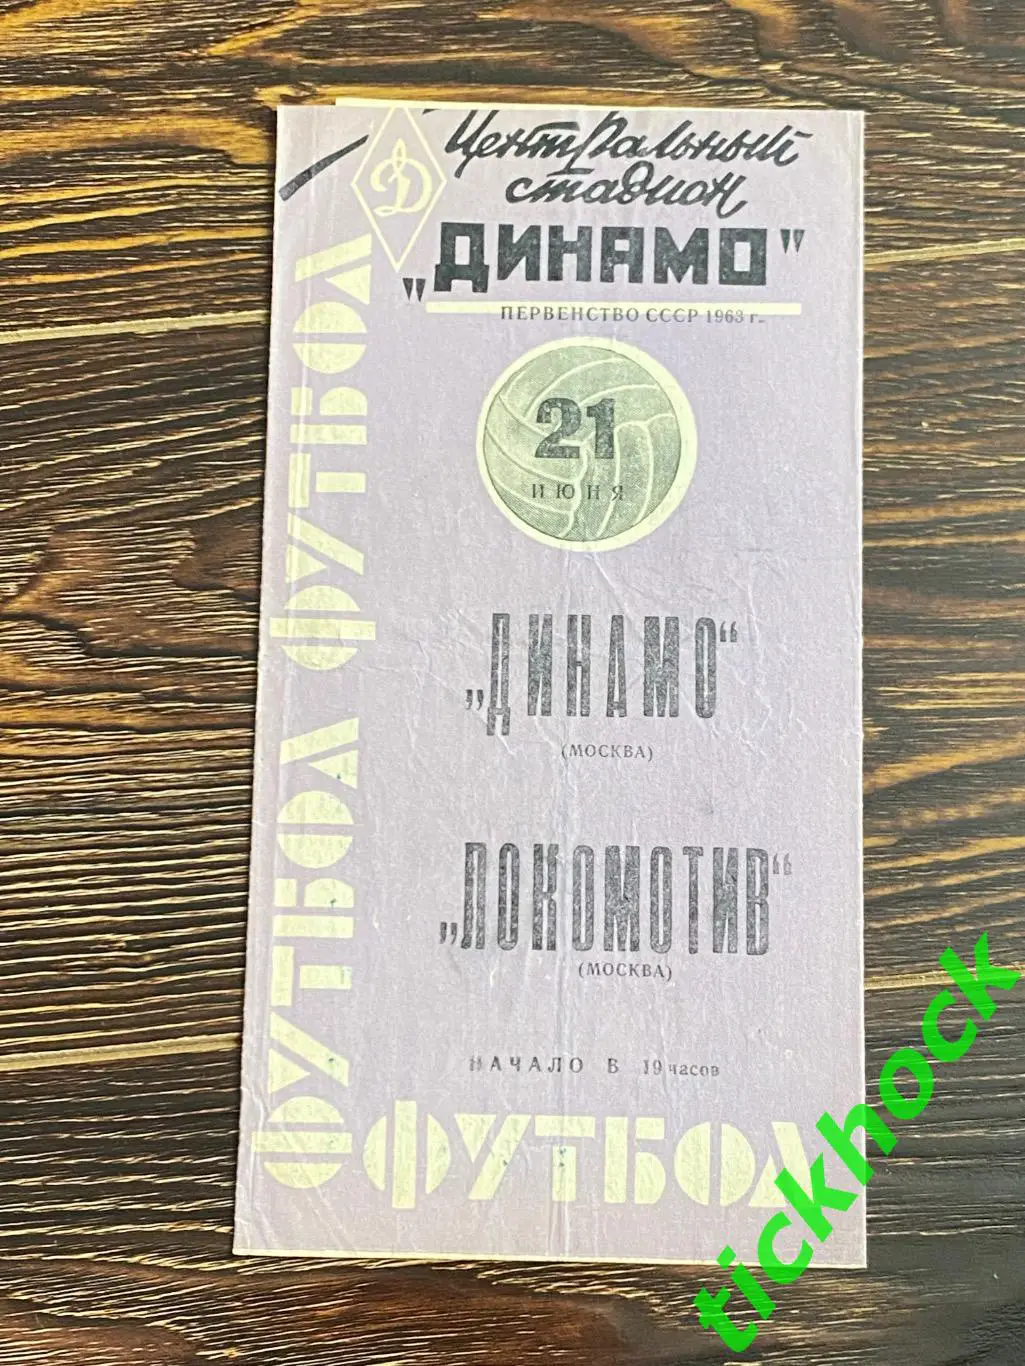 Центральный
стадион
„ДИНАМО"
ПЕРВЕНСТВО СССР 1963 г.
Д
21
ИЮНЯ
„ДИНАМО"
(МОСКВА)
„ЛОКОМОТИВ"
(МОСКВА)
НАЧАЛО В 19 часов
ФУТБОЛ ФУТБОЛ
ФУТБОЛ
tickhock